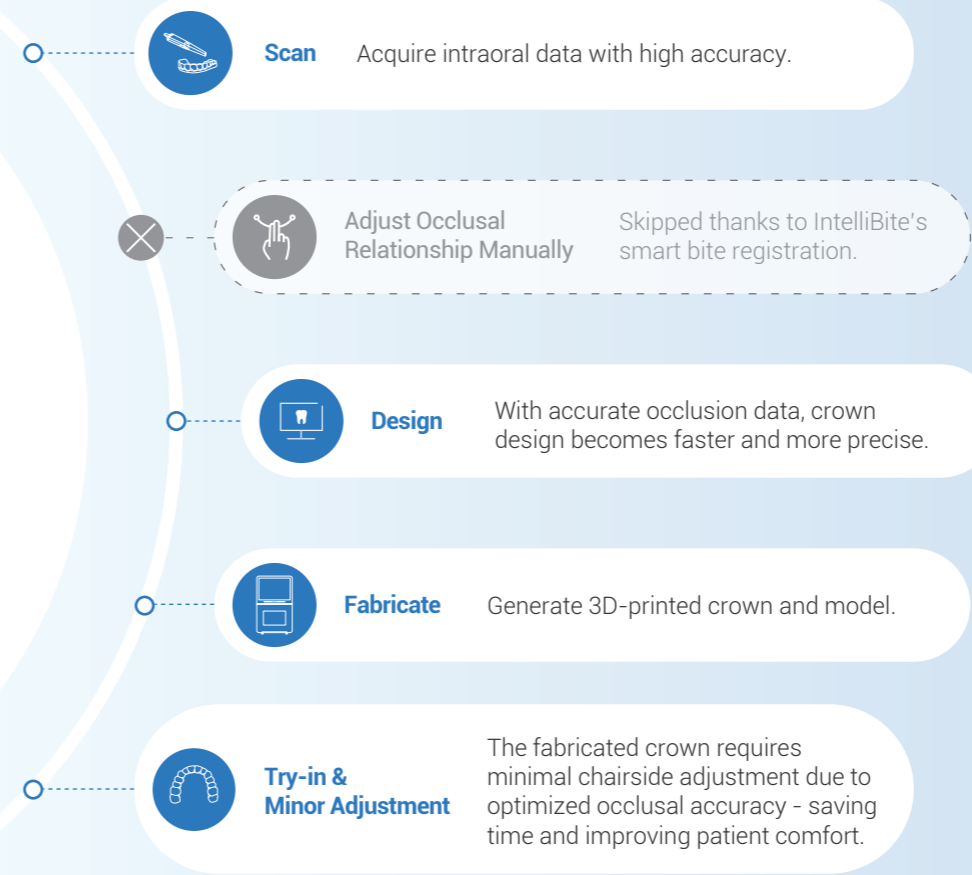 Scan
Acquire intraoral data with high accuracy.
Adjust Occlusal
Relationship Manually
Skipped thanks to IntelliBite's
smart bite registration.
Design
With accurate occlusion data, crown
design becomes faster and more precise.
Fabricate
Generate 3D-printed crown and model.
Try-in &
Minor Adjustment
The fabricated crown requires
minimal chairside adjustment due to
optimized occlusal accuracy - saving
time and improving patient comfort.